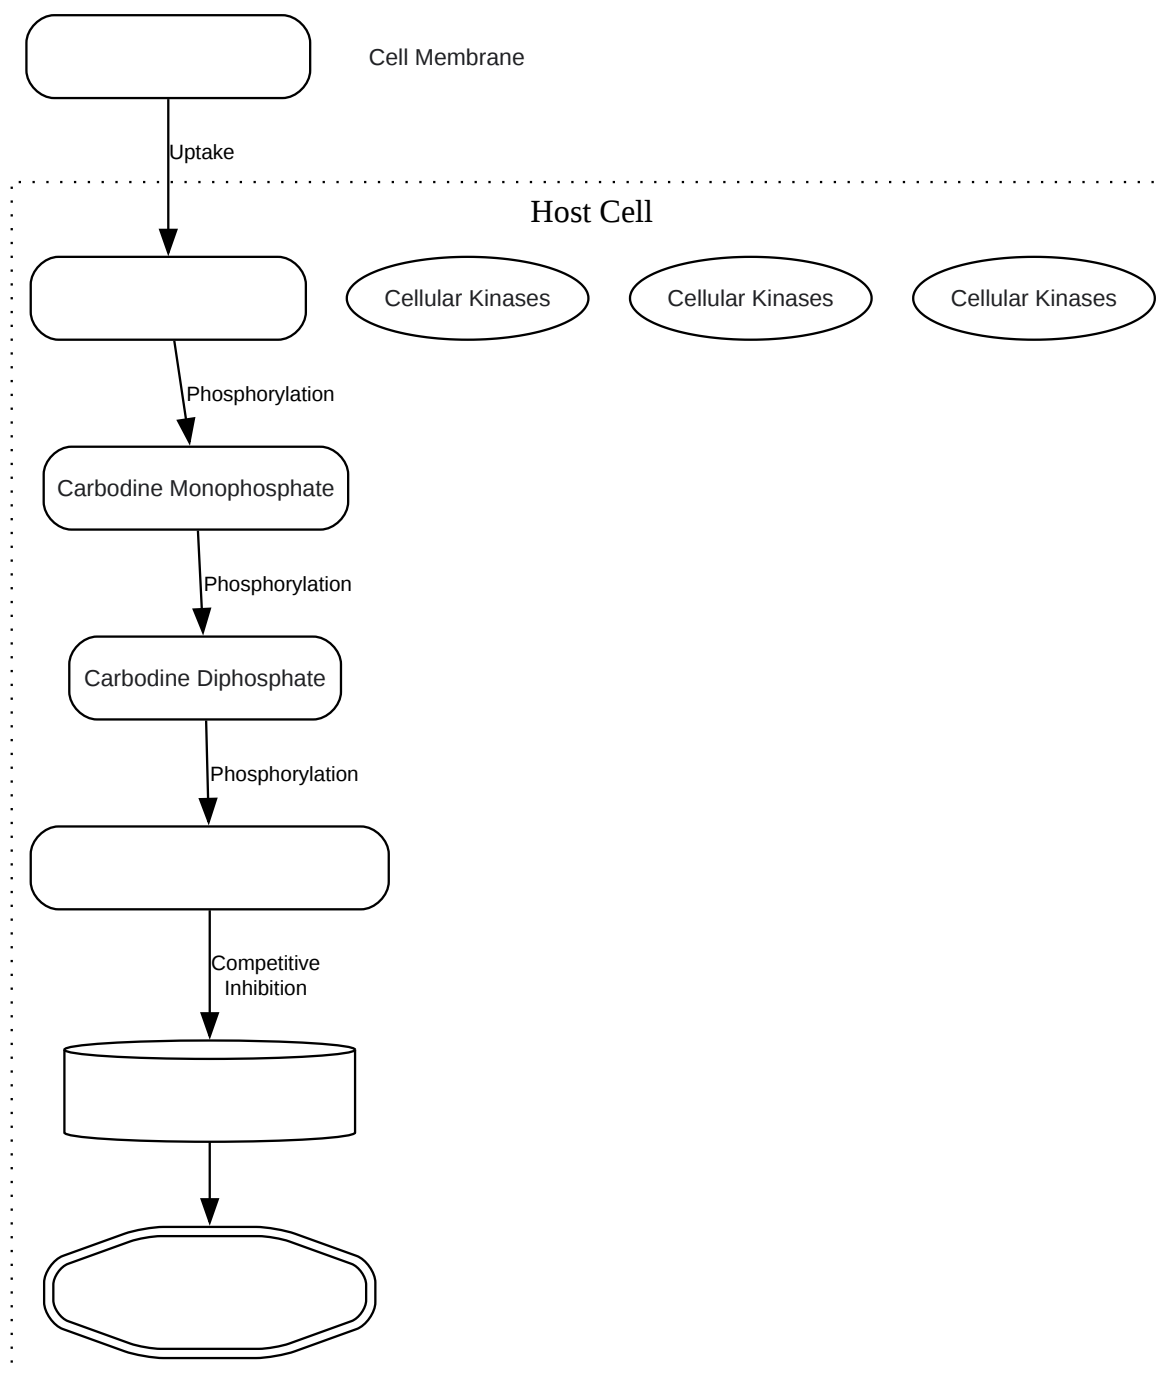 Cell Membrane
Uptake
Host Cell
Cellular Kinases
Cellular Kinases
Cellular Kinases
Phosphorylation
Carbodine Monophosphate
Phosphorylation
Carbodine Diphosphate
Phosphorylation
Competitive
Inhibition